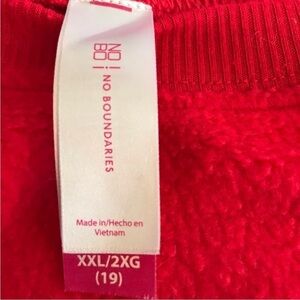 NO
BO
NO BOUNDARIES
Made in/Hecho en
Vietnam
XXL/2XG
(19)